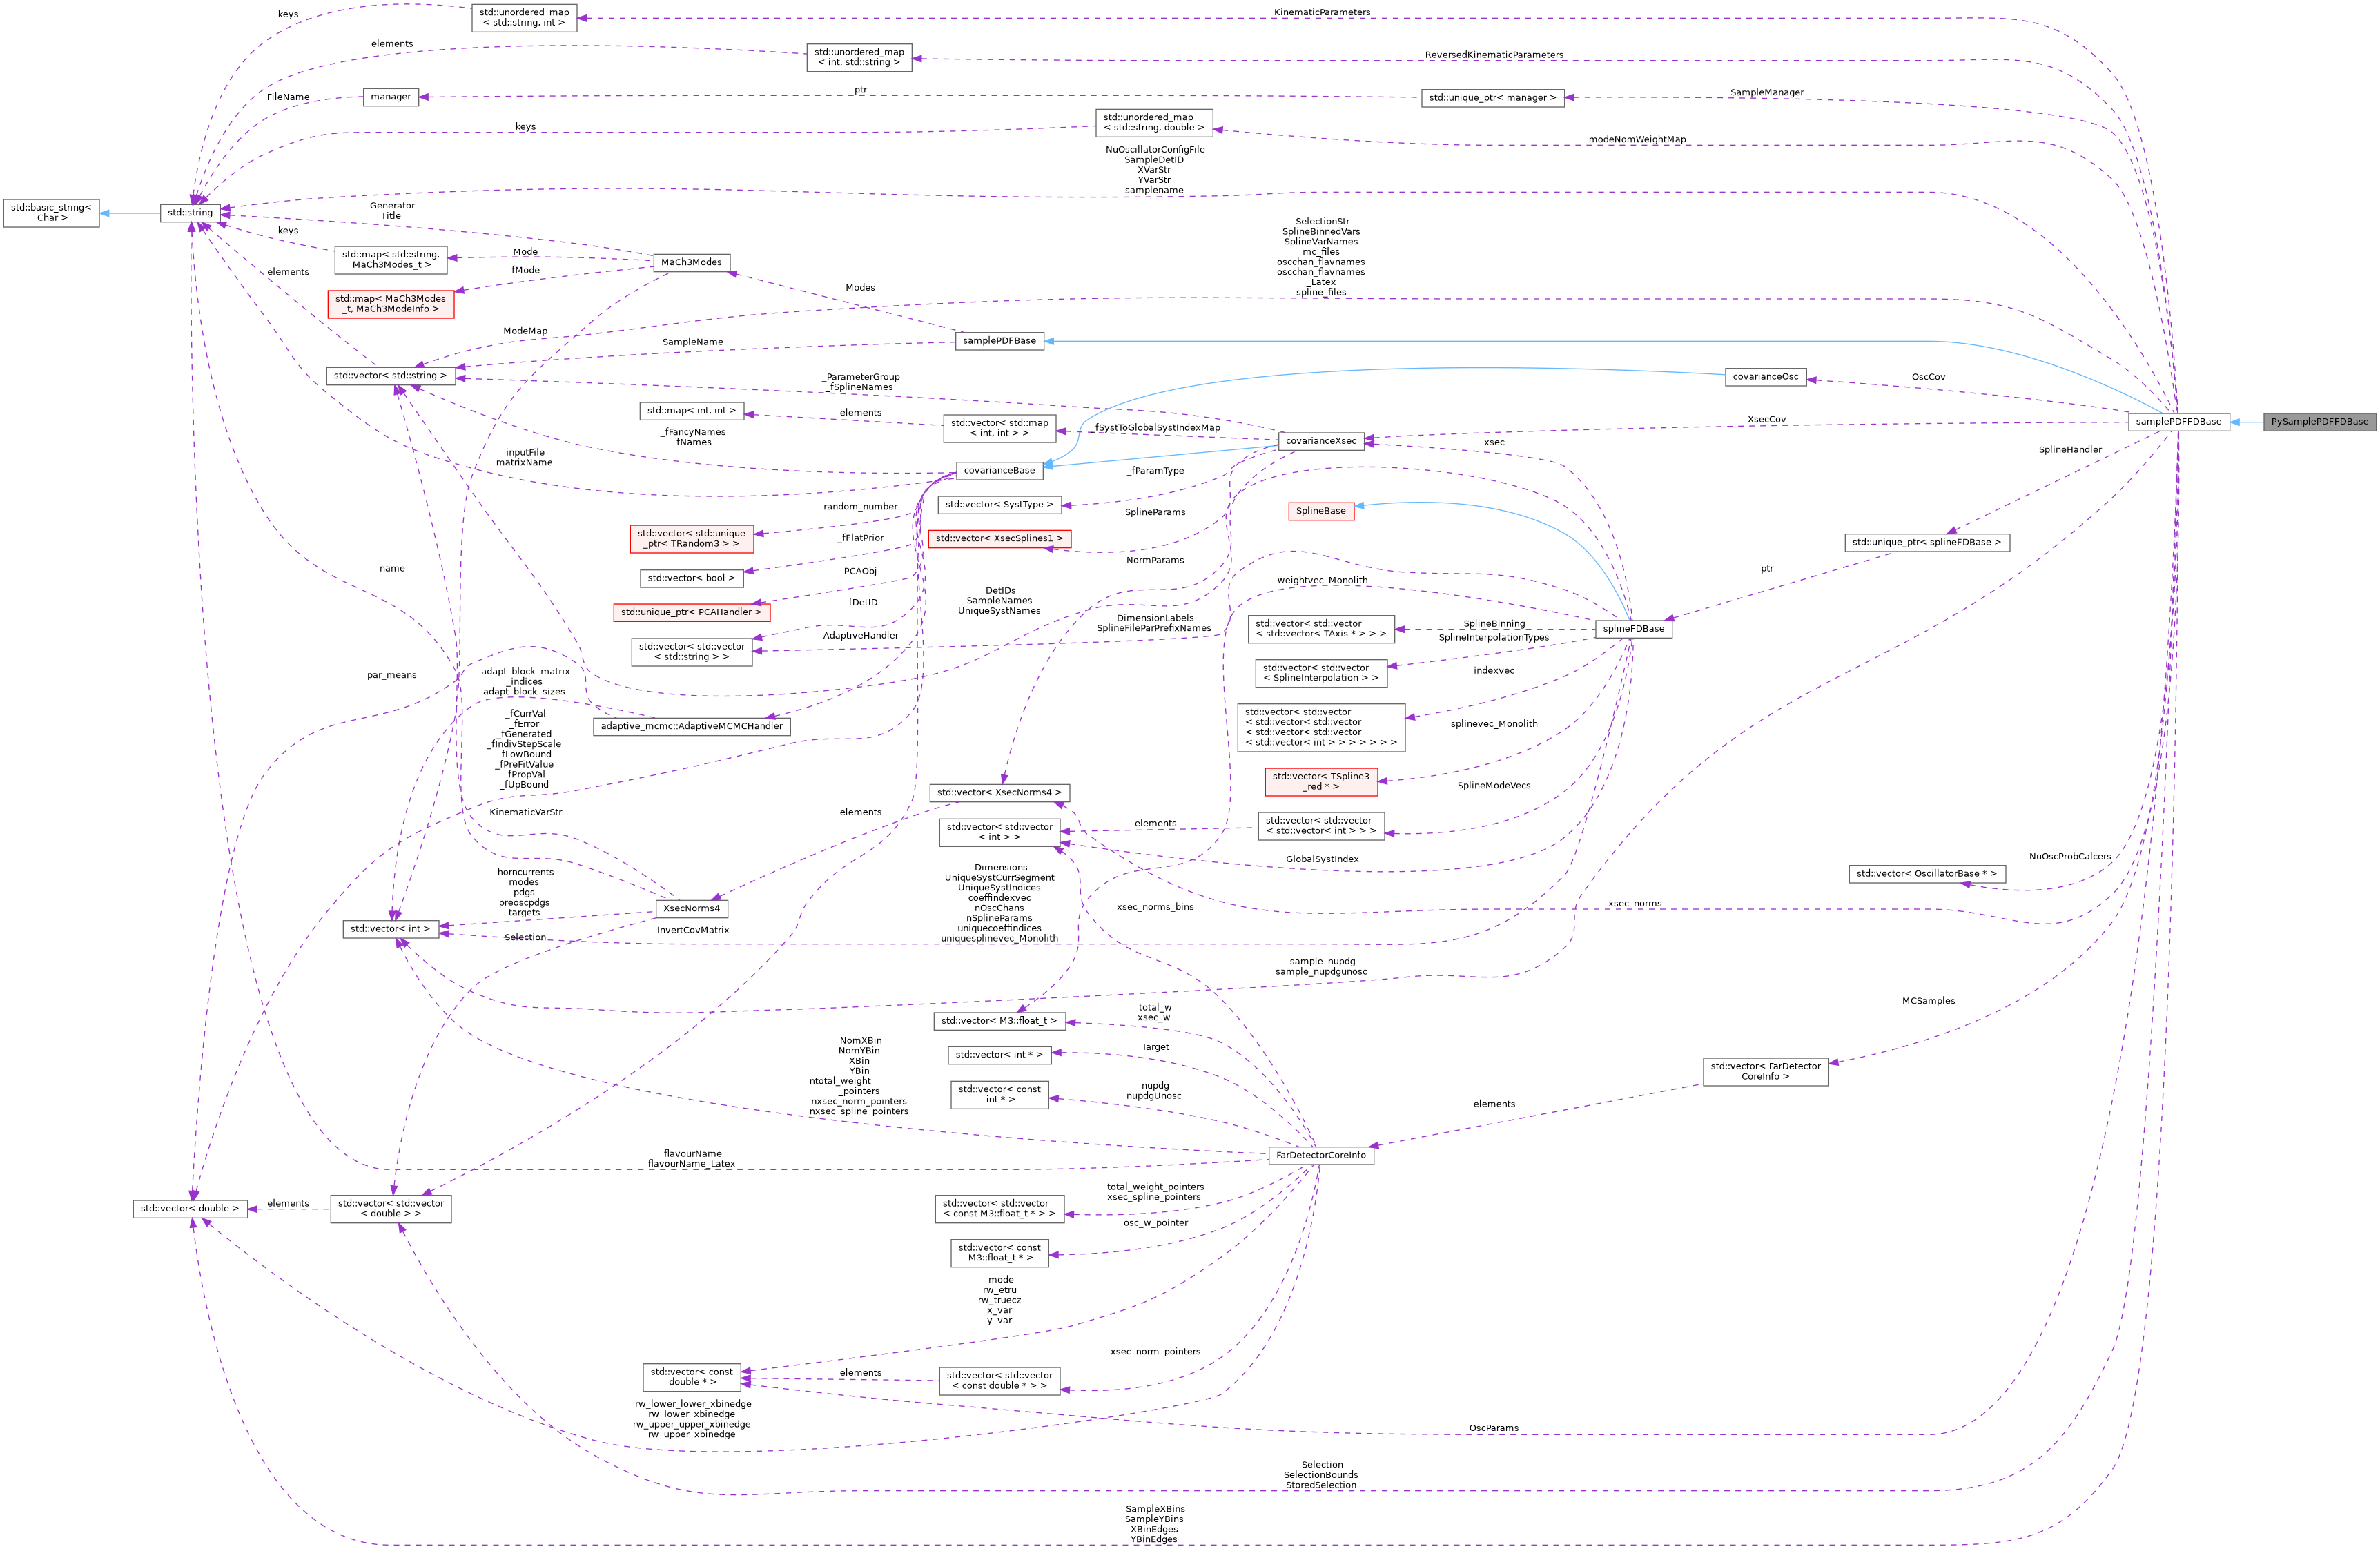 keys
std::unordered_map
< std::string, int >
KinematicParameters
elements
std::unordered_map
< int, std::string >
ReversedKinematicParameters
FileName
manager
ptr
std::unique_ptr< manager >
SampleManager
keys
std::unordered_map
< std::string, double >
_modeNomWeightMap
NuOscillatorConfigFile
SampleDetID
XVarStr
YVarStr
samplename
std::basic_string<
Char >
std::string
Generator
Title
keys
std::map< std::string,
MaCh3Modes_t >
Mode
MaCh3Modes
elements
fMode
std::map< MaCh3Modes
_t, MaCh3ModeInfo >
Modes
SelectionStr
SplineBinnedVars
SplineVarNames
mc_files
oscchan_flavnames
oscchan_flavnames
_Latex
spline_files
ModeMap
SampleName
samplePDFBase
std::vector< std::string >
_ParameterGroup
_fSplineNames
covarianceOsc
OscCov
std::map< int, int >
elements
std::vector< std::map
< int, int > >
_fSystToGlobalSystIndexMap
covarianceXsec
XsecCov
samplePDFFDBase
PySamplePDFFDBase
_fFancyNames
_fNames
xsec
SplineHandler
inputFile
matrixName
covarianceBase
_fParamType
std::vector< SystType >
random_number
std::vector< std::unique
_ptr< TRandom3 > >
SplineParams
SplineBase
_fFlatPrior
std::vector< XsecSplines1 >
std::unique_ptr< splineFDBase >
name
std::vector< bool >
PCAObj
NormParams
ptr
std::unique_ptr< PCAHandler >
_fDetID
DetIDs
SampleNames
UniqueSystNames
weightvec_Monolith
DimensionLabels
SplineFileParPrefixNames
std::vector< std::vector
< std::vector< TAxis * > > >
SplineBinning
splineFDBase
std::vector< std::vector
< std::string > >
AdaptiveHandler
SplineInterpolationTypes
std::vector< std::vector
< SplineInterpolation > >
par_means
adapt_block_matrix
_indices
adapt_block_sizes
indexvec
adaptive_mcmc::AdaptiveMCMCHandler
std::vector< std::vector
< std::vector< std::vector
< std::vector< std::vector
< std::vector< int > > > > > > >
_fCurrVal
_fError
_fGenerated
_fIndivStepScale
_fLowBound
_fPreFitValue
_fPropVal
_fUpBound
splinevec_Monolith
std::vector< TSpline3
_red * >
std::vector< XsecNorms4 >
SplineModeVecs
KinematicVarStr
elements
std::vector< std::vector
< int > >
elements
std::vector< std::vector
< std::vector< int > > >
GlobalSystIndex
NuOscProbCalcers
std::vector< OscillatorBase * >
horncurrents
modes
pdgs
preoscpdgs
targets
XsecNorms4
Dimensions
UniqueSystCurrSegment
UniqueSystIndices
coeffindexvec
nOscChans
nSplineParams
uniquecoeffindices
uniquesplinevec_Monolith
xsec_norms_bins
xsec_norms
std::vector< int >
Selection
InvertCovMatrix
sample_nupdg
sample_nupdgunosc
MCSamples
std::vector< M3::float_t >
total_w
xsec_w
NomXBin
NomYBin
XBin
YBin
ntotal_weight
_pointers
nxsec_norm_pointers
nxsec_spline_pointers
std::vector< int * >
Target
std::vector< const
int * >
nupdg
nupdgUnosc
std::vector< FarDetector
CoreInfo >
elements
FarDetectorCoreInfo
flavourName
flavourName_Latex
std::vector< double >
elements
std::vector< std::vector
< double > >
total_weight_pointers
xsec_spline_pointers
std::vector< std::vector
< const M3::float_t * > >
osc_w_pointer
std::vector< const
M3::float_t * >
mode
rw_etru
rw_truecz
x_var
y_var
xsec_norm_pointers
std::vector< const
double * >
elements
std::vector< std::vector
< const double * > >
rw_lower_lower_xbinedge
rw_lower_xbinedge
rw_upper_upper_xbinedge
rw_upper_xbinedge
OscParams
Selection
SelectionBounds
StoredSelection
SampleXBins
SampleYBins
XBinEdges
YBinEdges